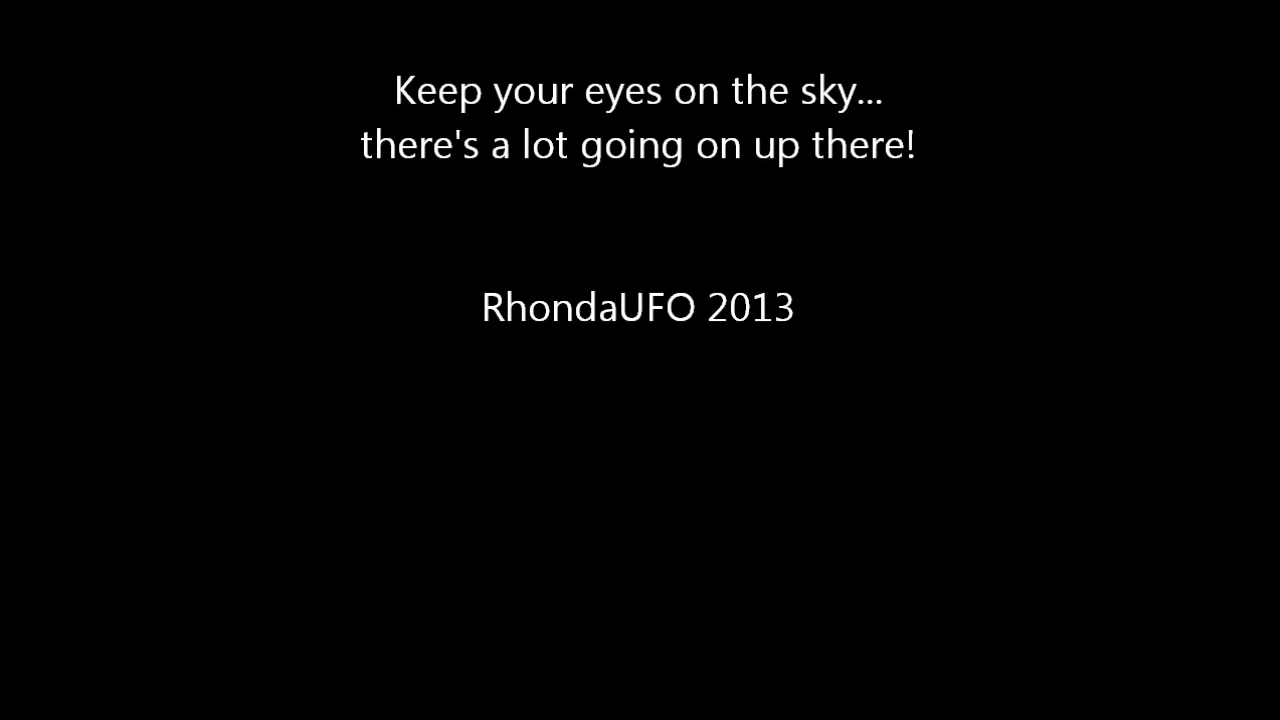 Keep your eyes on the sky...
there's a lot going on up there!
RhondaUFO 2013